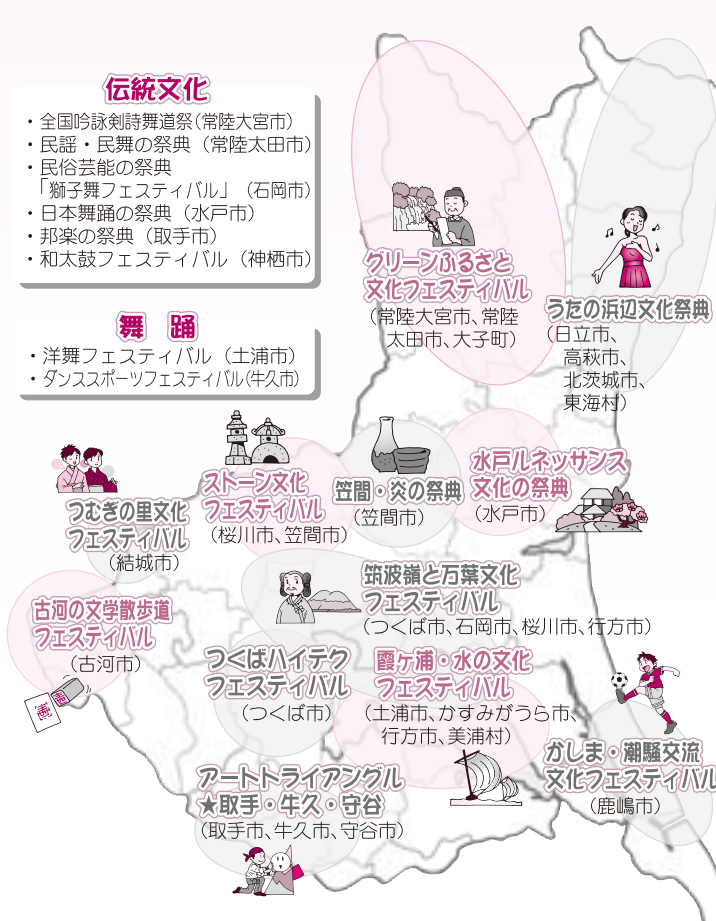 伝統文化
・全国吟詠剣詩舞道祭(常陸大宮市)
・民謡・民舞の祭典(常陸太田市)
・民俗芸能の祭典
「獅子舞フェスティバル」(石岡市)
・日本舞踊の祭典(水戸市)
・邦楽の祭典(取手市)
・和太鼓フェスティバル(神栖市)
舞 踊
・洋舞フェスティバル(土浦市)
・ダンススポーツフェスティバル(牛久市)
グリーンふるさと
文化フェスティバル
(常陸大宮市、常陸
太田市、大子町)
うたの浜辺文化祭典
(日立市、
高萩市、
北茨城市、
東海村)
つむぎの里文化
フェスティバル
(結城市)
ストーン文化
フェスティバル
(桜川市、笠間市)
笠間・炎の祭典
(笠間市)
水戸ルネッサンス
文化の祭典
(水戸市)
筑波嶺と万葉文化
フェスティバル
(つくば市、石岡市、桜川市、行方市)
古河の文学散歩道
フェスティバル
(古河市)
つくばハイテク
フェスティバル
(つくば市)
霞ヶ浦・水の文化
フェスティバル
(土浦市、かすみがうら市、
行方市、美浦村)
かしま・潮騒交流
文化フェスティバル
(鹿嶋市)
アートトライアングル
★取手・牛久・守谷
(取手市、牛久市、守谷市)